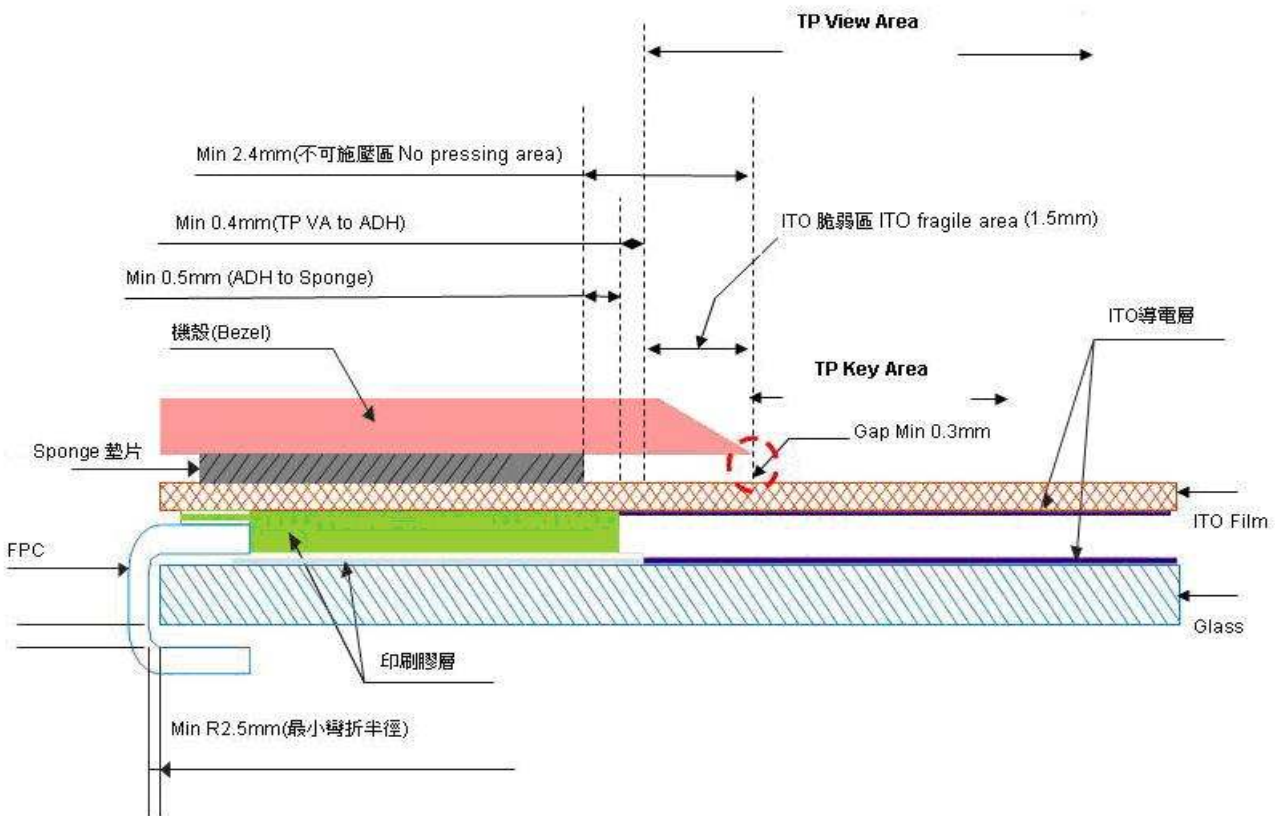 TP View Area
Min 2.4mm(不可施壓區 No pressing area)
Min 0.4mm(TP VA to ADH)
ITO 脆弱區 ITO fragile area (1.5mm)
Min 0.5mm (ADH to Sponge)
ITO導電層
機殼(Bezel)
TP Key Area
Gap Min 0.3mm
Sponge 墊片
ITO Film
FPC
Glass
印刷膠層
Min R2.5mm(最小彎折半徑)